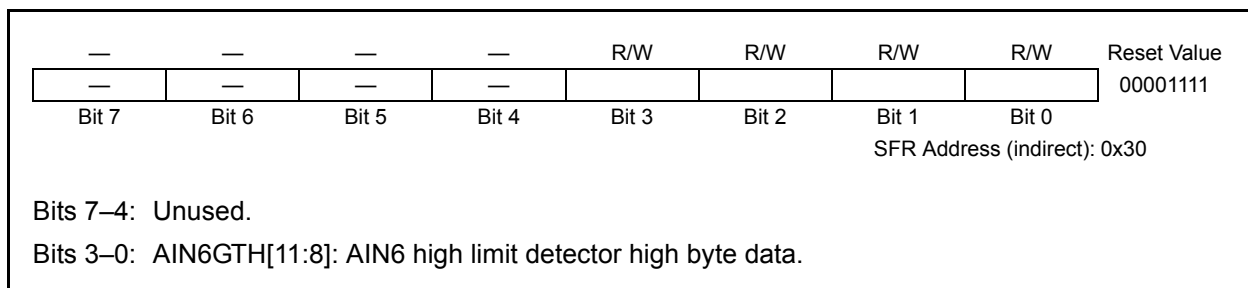 — — — — R/W R/W R/W R/W Reset Value
— — — — 00001111
Bit 7 Bit 6 Bit 5 Bit 4 Bit 3 Bit 2 Bit 1 Bit 0
SFR Address (indirect): 0x30
Bits 7–4: Unused.
Bits 3–0: AIN6GTH[11:8]: AIN6 high limit detector high byte data.